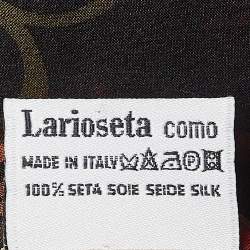 Larioseta como
MADE IN ITALY
100% SETA SOIE SEIDE SILK